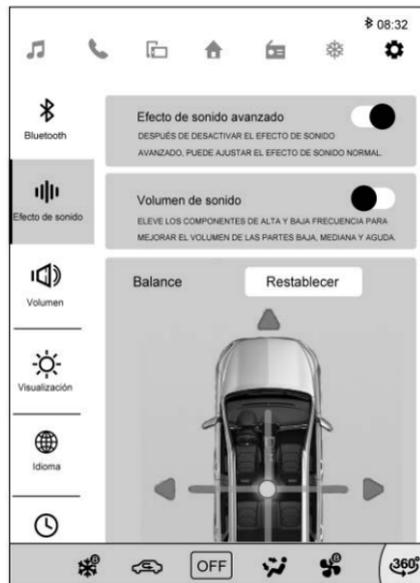 08:32
Bluetooth
Efecto de sonido
Volumen
Visualización
Idioma
Efecto de sonido avanzado
DESPUÉS DE DESACTIVAR EL EFECTO DE SONIDO
AVANZADO, PUEDE AJUSTAR EL EFECTO DE SONIDO NORMAL.
Volumen de sonido
ELEVE LOS COMPONENTES DE ALTA Y BAJA FRECUENCIA PARA
MEJORAR EL VOLUMEN DE LAS PARTES BAJA, MEDIANA Y AGUDA.
Balance
Restablecer
OFF
360°